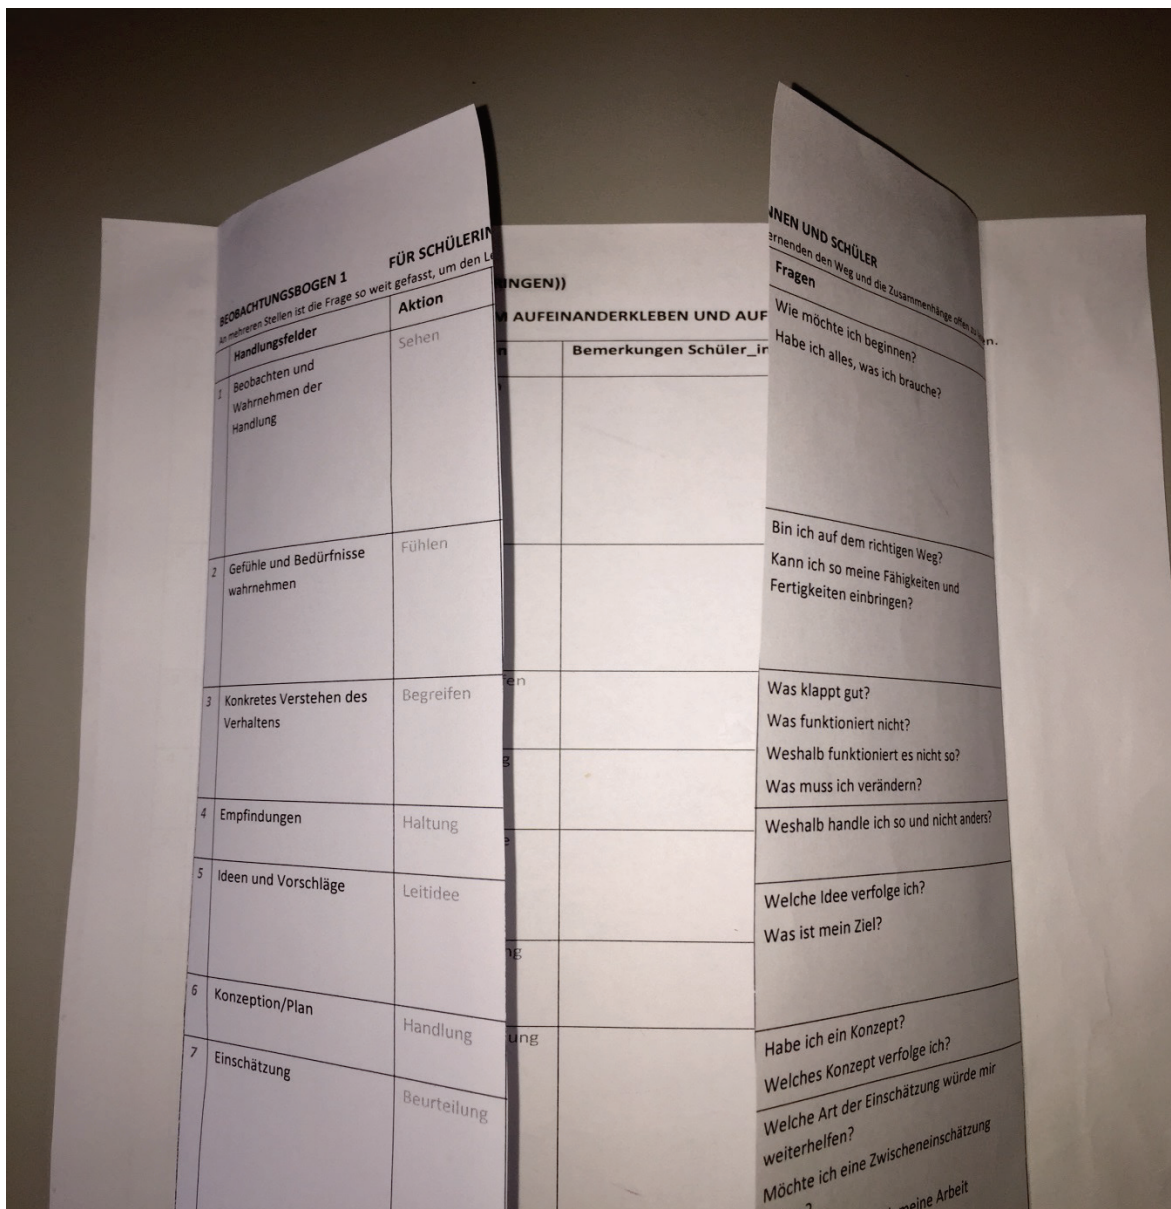 BEOBACHTUNGSBOGEN 1 FÜR SCHÜLERIN
An mehreren Stellen ist die Frage so weit gefasst, um den Le
Handlungsfelder Aktion
1 Beobachten und Sehen
Wahrnehmen der
Handlung
2 Gefühle und Bedürfnisse Fühlen
wahrnehmen
3 Konkretes Verstehen des Begreifen
Verhaltens
4 Empfindungen Haltung
5 Ideen und Vorschläge Leitidee
6 Konzeption/Plan Handlung
7 Einschätzung Beurteilung
NGEN))
AUFEINANDERKLEBEN UND AUF
n Bemerkungen Schüler_in
en
g
e
ng
ung
NNEN UND SCHÜLER
ernenden den Weg und die Zusammenhänge offen zu
en.
Fragen
Wie möchte ich beginnen?
Habe ich alles, was ich brauche?
Bin ich auf dem richtigen Weg?
Kann ich so meine Fähigkeiten und
Fertigkeiten einbringen?
Was klappt gut?
Was funktioniert nicht?
Weshalb funktioniert es nicht so?
Was muss ich verändern?
Weshalb handle ich so und nicht anders?
Welche Idee verfolge ich?
Was ist mein Ziel?
Habe ich ein Konzept?
Welches Konzept verfolge ich?
Welche Art der Einschätzung würde mir
weiterhelfen?
Möchte ich eine Zwischeneinschätzung
meine Arbeit